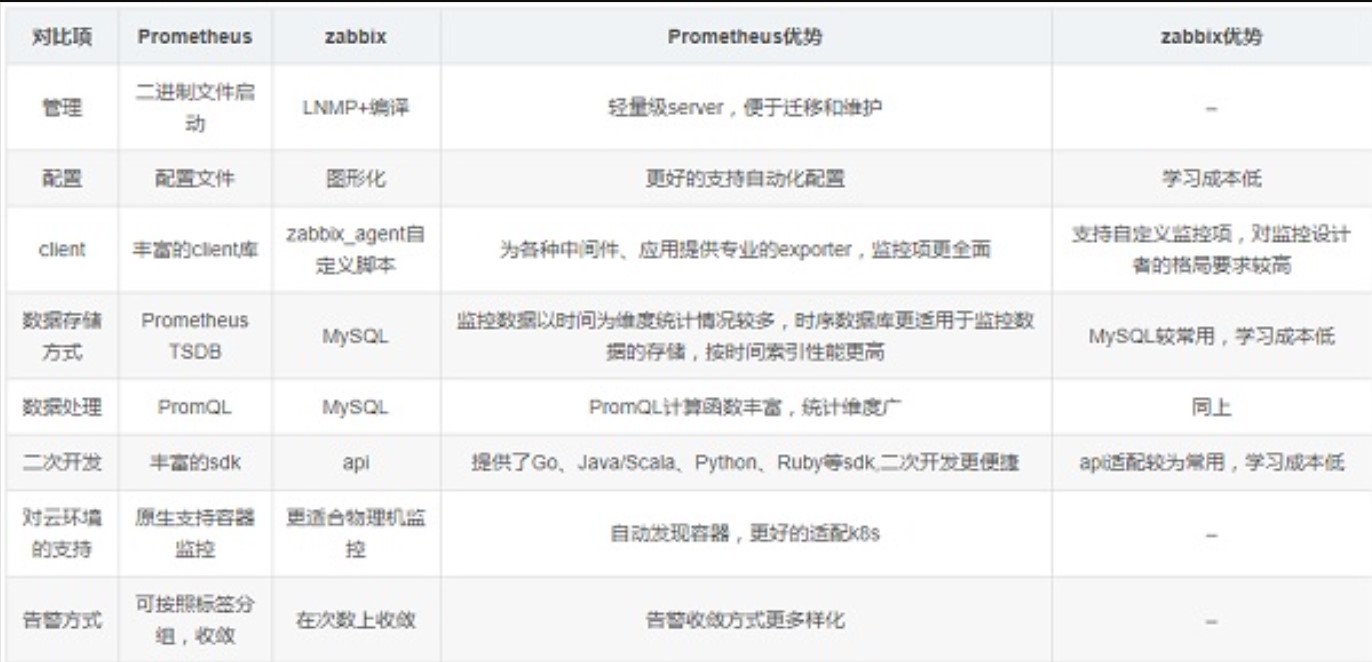 对比项 Prometheus zabbix Prometheus优势 zabbix优势
管理 二进制文件启
动 LNMP+编译 轻量级server，便于迁移和维护 –
配置 配置文件 图形化 更好的支持自动化配置 学习成本低
client 丰富的client库 zabbix_agent自
定义脚本 为各种中间件、应用提供专业的exporter，监控项更全面 支持自定义监控项，对监控设计
者的格局要求较高
数据存储
方式 Prometheus
TSDB MySQL 监控数据以时间为维度统计情况较多，时序数据库更适用于监控数
据的存储，按时间索引性能更高 MySQL较常用，学习成本低
数据处理 PromQL MySQL PromQL计算函数丰富，统计维度广 同上
二次开发 丰富的sdk api 提供了Go、Java/Scala、Python、Ruby等sdk,二次开发更便捷 api适配较为常用，学习成本低
对云环境
的支持 原生支持容器
监控 更适合物理机监
控 自动发现容器，更好的适配k8s –
告警方式 可按照标签分
组，收敛 在次数上收敛 告警收敛方式更多样化 –